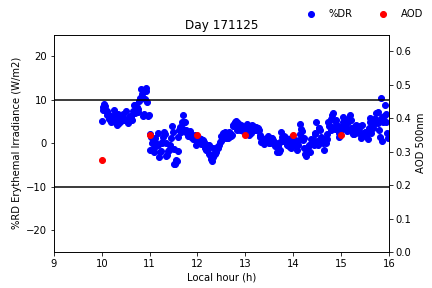 %DR AOD
Day 171125
%RD Erythemal Irradiance (W/m2)
20
10
0
−10
−20
0.6
0.5
0.4
0.3
0.2
0.1
0.0
AOD 500nm
9 10 11 12 13 14 15 16
Local hour (h)